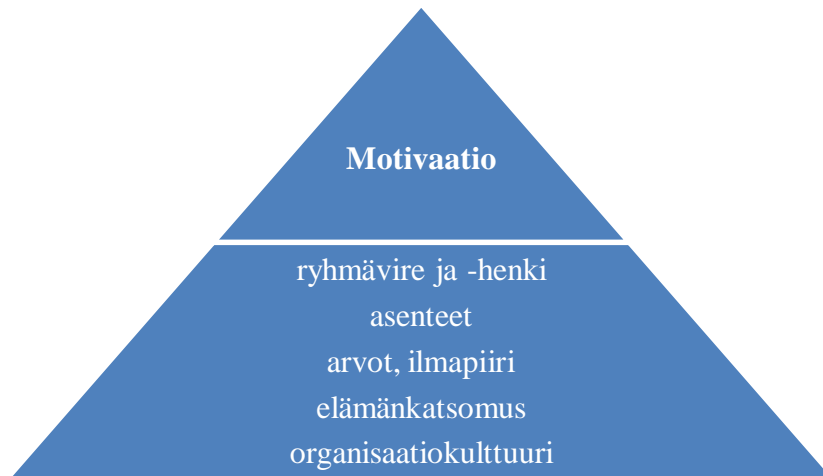 Motivaatio
ryhmävire ja -henki
asenteet
arvot, ilmapiiri
elämänkatsomus
organisaatiokulttuuri